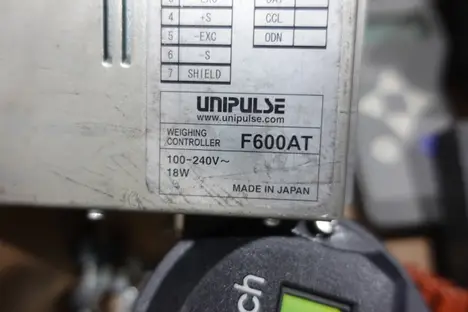 4 +S
5 -EXC
6 -S
7 SHIELD
CCL
ODN
UNIPULSE
www.unipulse.com
WEIGHING
CONTROLLER F600AT
100-240V~
18W
MADE IN JAPAN
ch